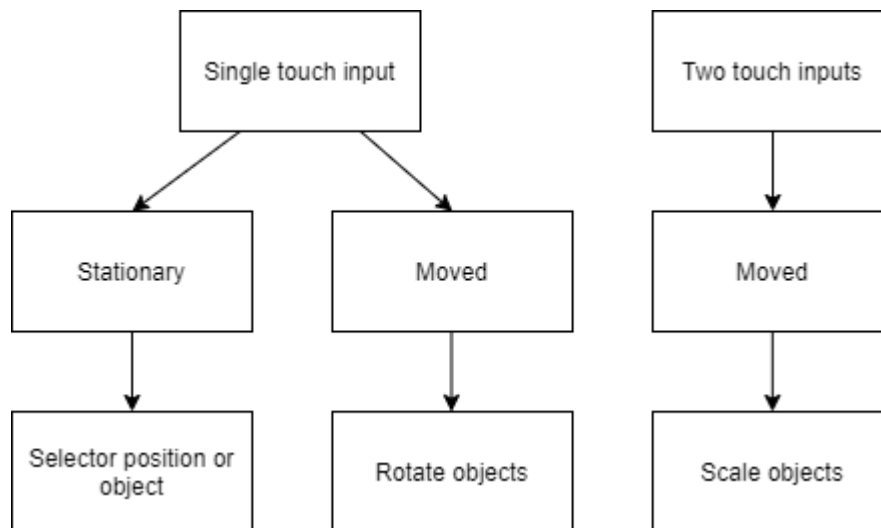 Single touch input
Two touch inputs
Stationary
Moved
Moved
Selector position or
object
Rotate objects
Scale objects